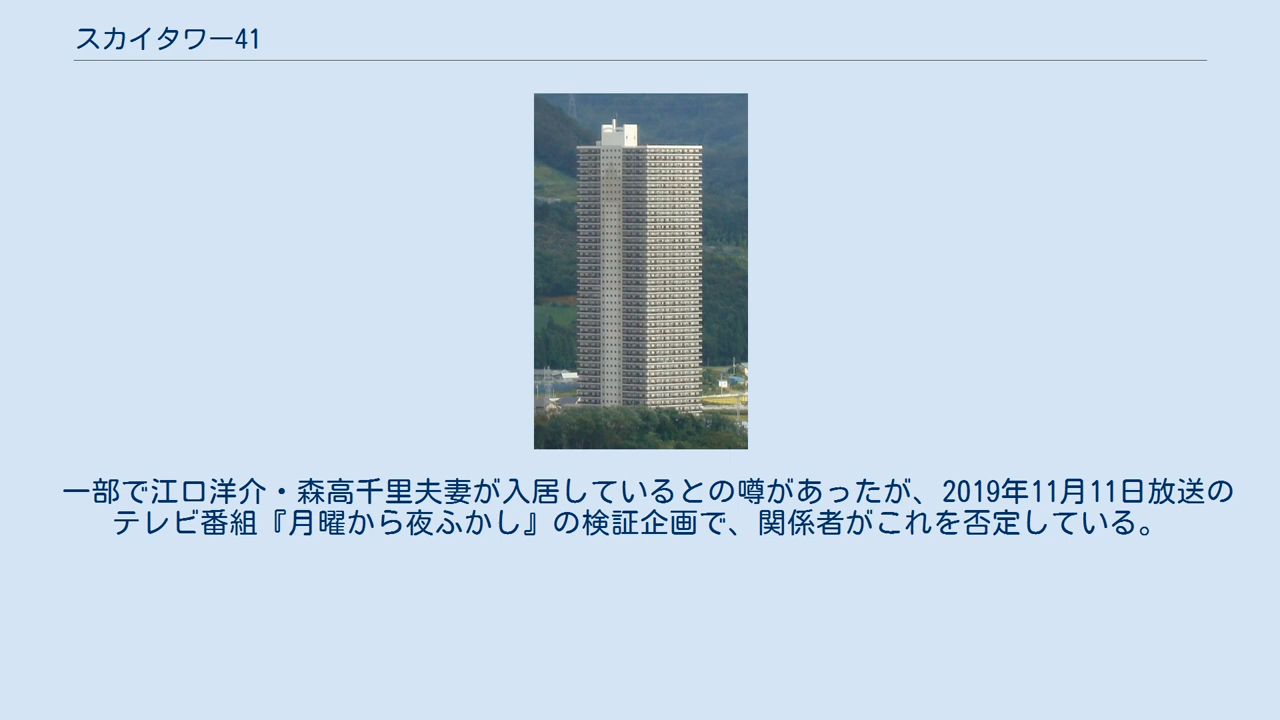 スカイタワー41
一部で江口洋介・森高千里夫妻が入居しているとの噂があったが、2019年11月11日放送の
テレビ番組『月曜から夜ふかし』の検証企画で、関係者がこれを否定している。